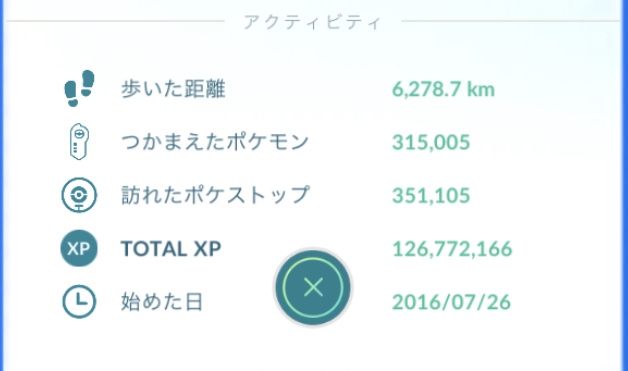 アクティビティ
歩いた距離 6,278.7 km
つかまえたポケモン 315,005
訪れたポケストップ 351,105
XP TOTAL XP 126,772,166
始めた日 2016/07/26